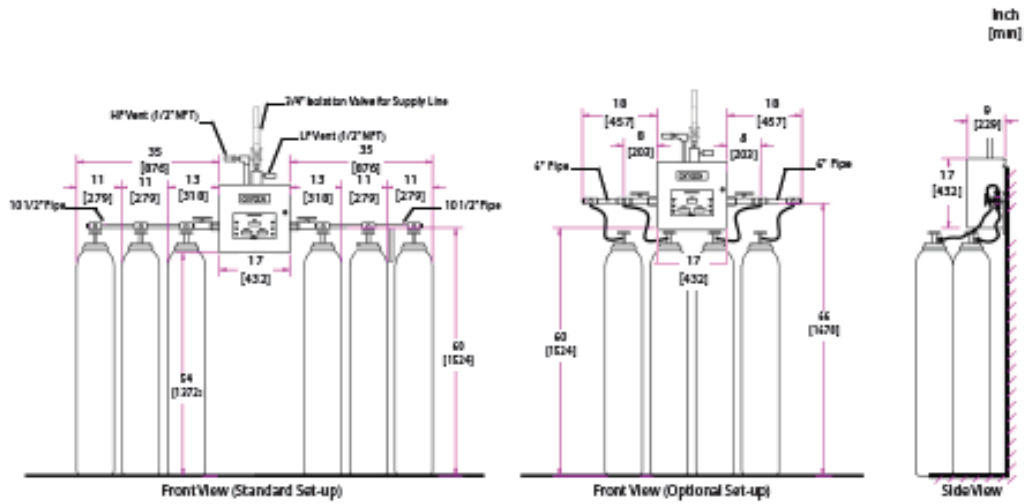 Inch
[mm]
3/4" Isolation Valve for Supply Line
HP Vent (1/2" NPT)
LP Vent (1/2" NPT)
35
[876]
35
[876]
11
[279]
11
[279]
13
[318]
13
[318]
11
[279]
11
[279]
10 1/2" Pipe
10 1/2" Pipe
OXYGEN
17
[432]
54
[1372]
60
[1524]
Front View (Standard Set-up)
18
[457]
18
[457]
8
[203]
8
[203]
6" Pipe
6" Pipe
OXYGEN
17
[432]
60
[1524]
66
[1678]
Front View (Optional Set-up)
9
[229]
17
[432]
Side View